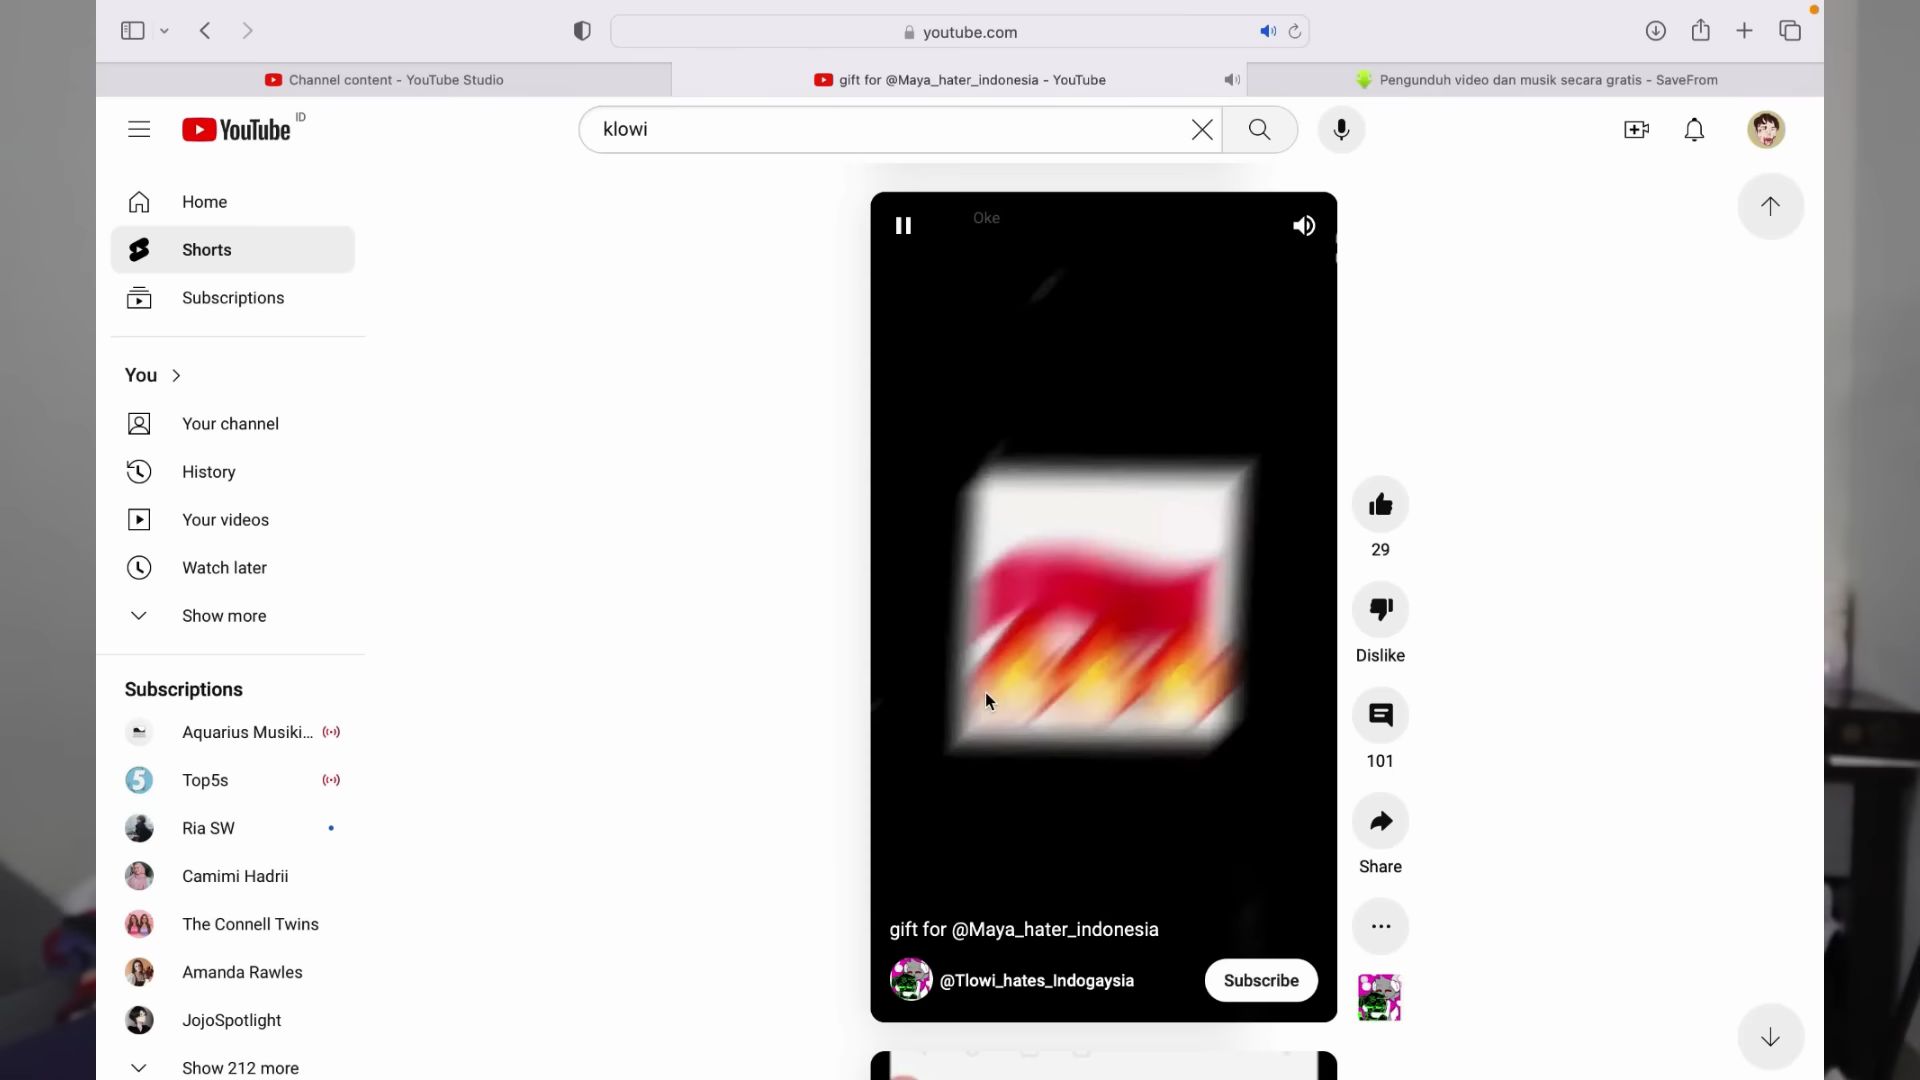 youtube.com
Channel content - YouTube Studio
gift for @Maya_hater_indonesia - YouTube
Pengunduh video dan musik secara gratis - SaveFrom
YouTube ID
klowi
Home
Shorts
Subscriptions
You
Your channel
History
Your videos
Watch later
Show more
Subscriptions
Aquarius Musiki...
Top5s
Ria SW
Camimi Hadrii
The Connell Twins
Amanda Rawles
JojoSpotlight
Show 212 more
Oke
29
Dislike
101
Share
gift for @Maya_hater_indonesia
@Tlowi_hates_Indogaysia
Subscribe